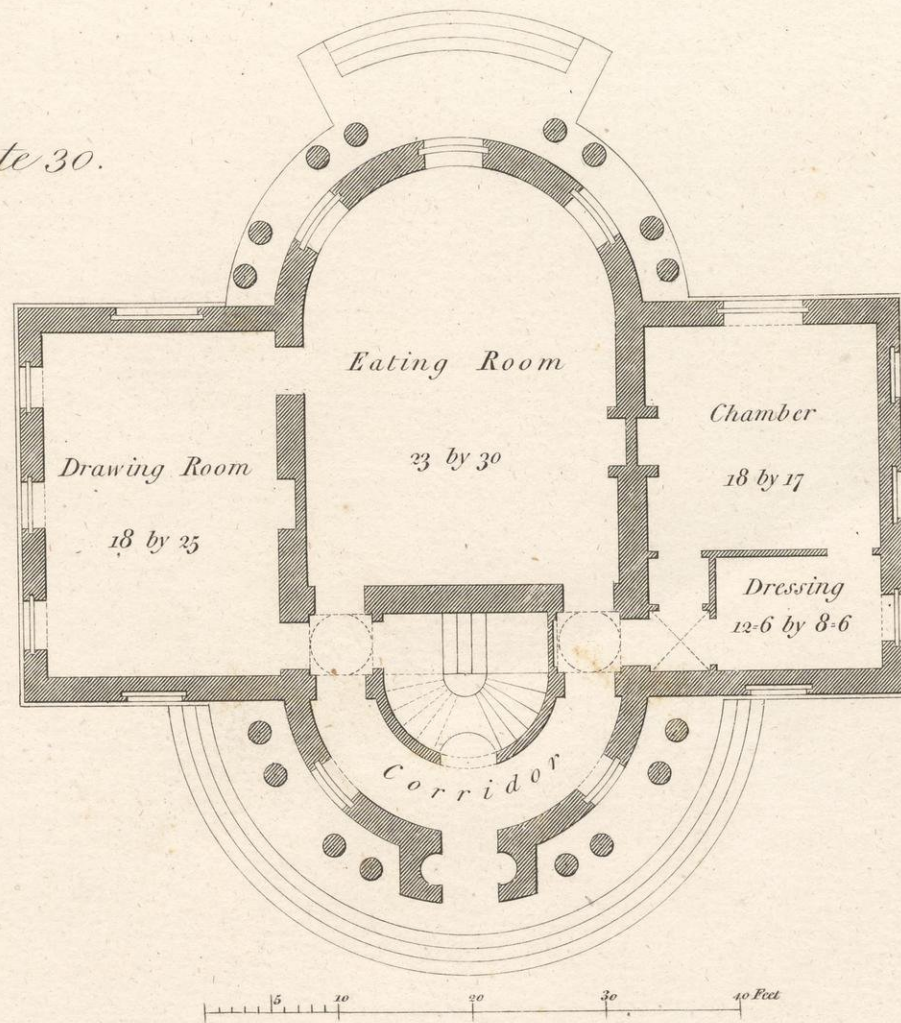 te 30.
Eating Room
23 by 30
Drawing Room
18 by 25
Chamber
18 by 17
Dressing
12=6 by 8=6
Corridor
5 10 20 30 40 Feet